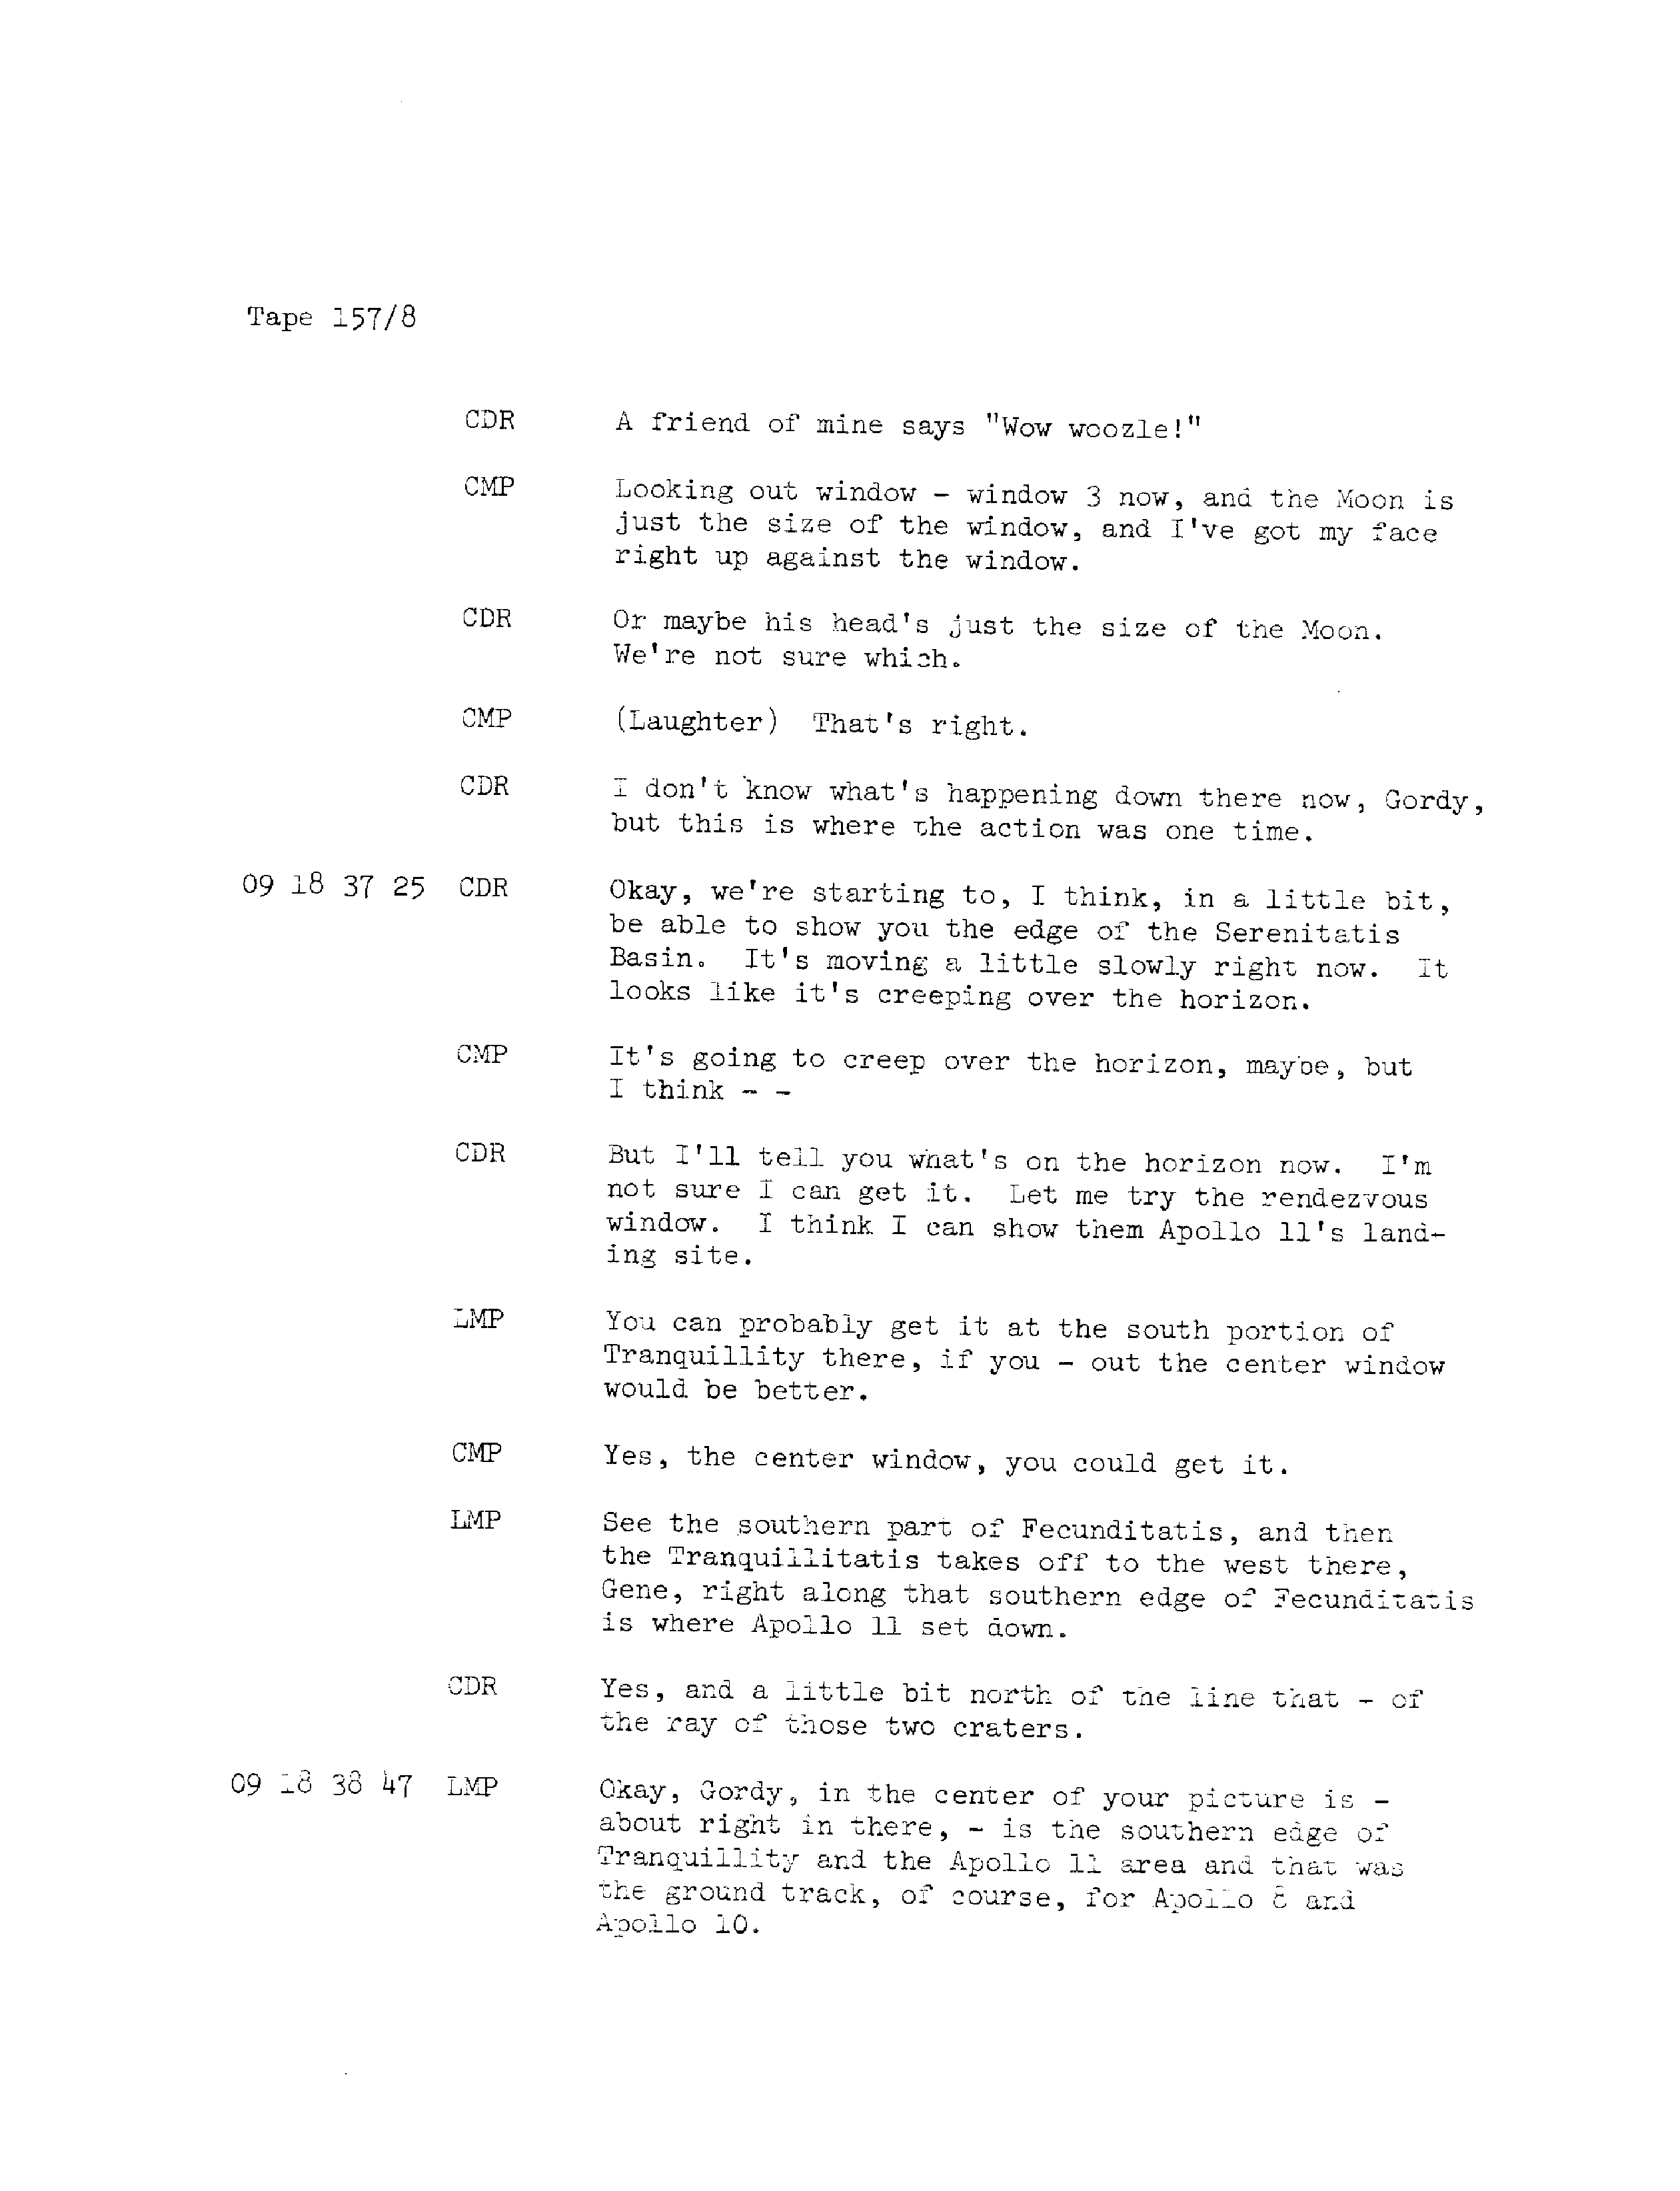 Tape 157/8
CDR A friend of mine says "Wow woozle!"
CMP Looking out window - window 3 now, and the Moon is
just the size of the window, and I've got my face
right up against the window.
CDR Or maybe his head's just the size of the Moon.
We're not sure which.
CMP (Laughter) That's right.
CDR I don't know what's happening down there now, Gordy,
but this is where the action was one time.
09 18 37 25 CDR Okay, we're starting to, I think, in a little bit,
be able to show you the edge of the Serenitatis
Basin. It's moving a little slowly right now. It
looks like it's creeping over the horizon.
CMP It's going to creep over the horizon, maybe, but
I think - -
CDR But I'll tell you what's on the horizon now. I'm
not sure I can get it. Let me try the rendezvous
window. I think I can show them Apollo 11's land-
ing site.
LMP You can probably get it at the south portion of
Tranquillity there, if you - out the center window
would be better.
CMP Yes, the center window, you could get it.
LMP See the southern part of Fecunditatis, and then
the Tranquillitatis takes off to the west there,
Gene, right along that southern edge of Fecunditatis
is where Apollo 11 set down.
CDR Yes, and a little bit north of the line that - of
the ray of those two craters.
09 18 38 47 LMP Okay, Gordy, in the center of your picture is -
about right in there, - is the southern edge of
Tranquillity and the Apollo 11 area and that was
the ground track, of course, for Apollo 8 and
Apollo 10.